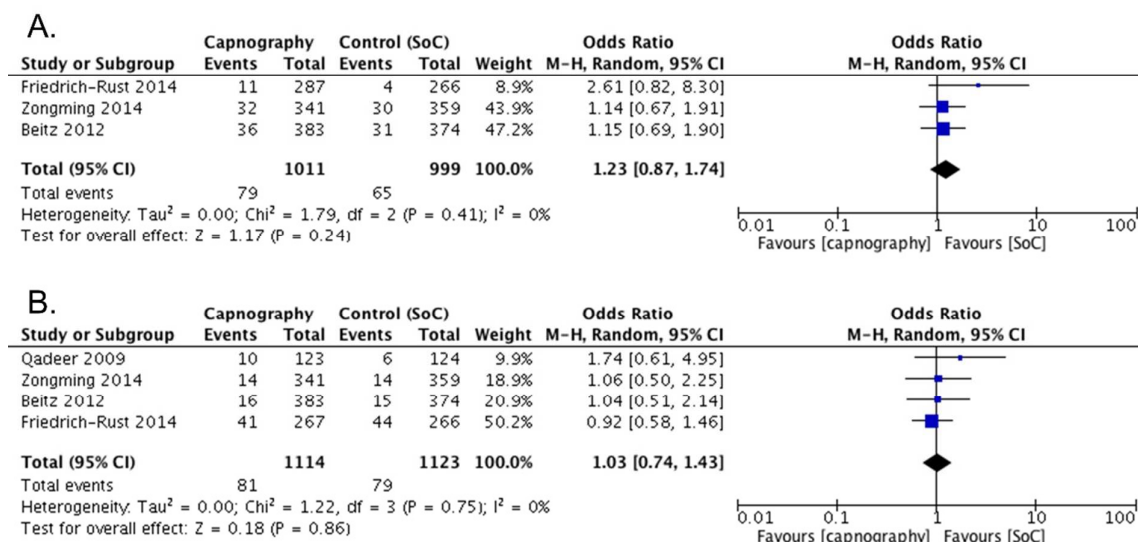 A.
Capnography Control (SoC) Odds Ratio Odds Ratio
Study or Subgroup Events Total Events Total Weight M-H, Random, 95% CI M-H, Random, 95% CI
Friedrich-Rust 2014 11 287 4 266 8.9% 2.61 [0.82, 8.30]
Zongming 2014 32 341 30 359 43.9% 1.14 [0.67, 1.91]
Beitz 2012 36 383 31 374 47.2% 1.15 [0.69, 1.90]
Total (95% CI) 1011 999 100.0% 1.23 [0.87, 1.74]
Total events 79 65
Heterogeneity: Tau² = 0.00; Chi² = 1.79, df = 2 (P = 0.41); I² = 0%
Test for overall effect: Z = 1.17 (P = 0.24)
0.01 0.1 1 10 100
Favours [capnography] Favours [SoC]
B.
Capnography Control (SoC) Odds Ratio Odds Ratio
Study or Subgroup Events Total Events Total Weight M-H, Random, 95% CI M-H, Random, 95% CI
Qadeer 2009 10 123 6 124 9.9% 1.74 [0.61, 4.95]
Zongming 2014 14 341 14 359 18.9% 1.06 [0.50, 2.25]
Beitz 2012 16 383 15 374 20.9% 1.04 [0.51, 2.14]
Friedrich-Rust 2014 41 267 44 266 50.2% 0.92 [0.58, 1.46]
Total (95% CI) 1114 1123 100.0% 1.03 [0.74, 1.43]
Total events 81 79
Heterogeneity: Tau² = 0.00; Chi² = 1.22, df = 3 (P = 0.75); I² = 0%
Test for overall effect: Z = 0.18 (P = 0.86)
0.01 0.1 1 10 100
Favours [capnography] Favours [SoC]